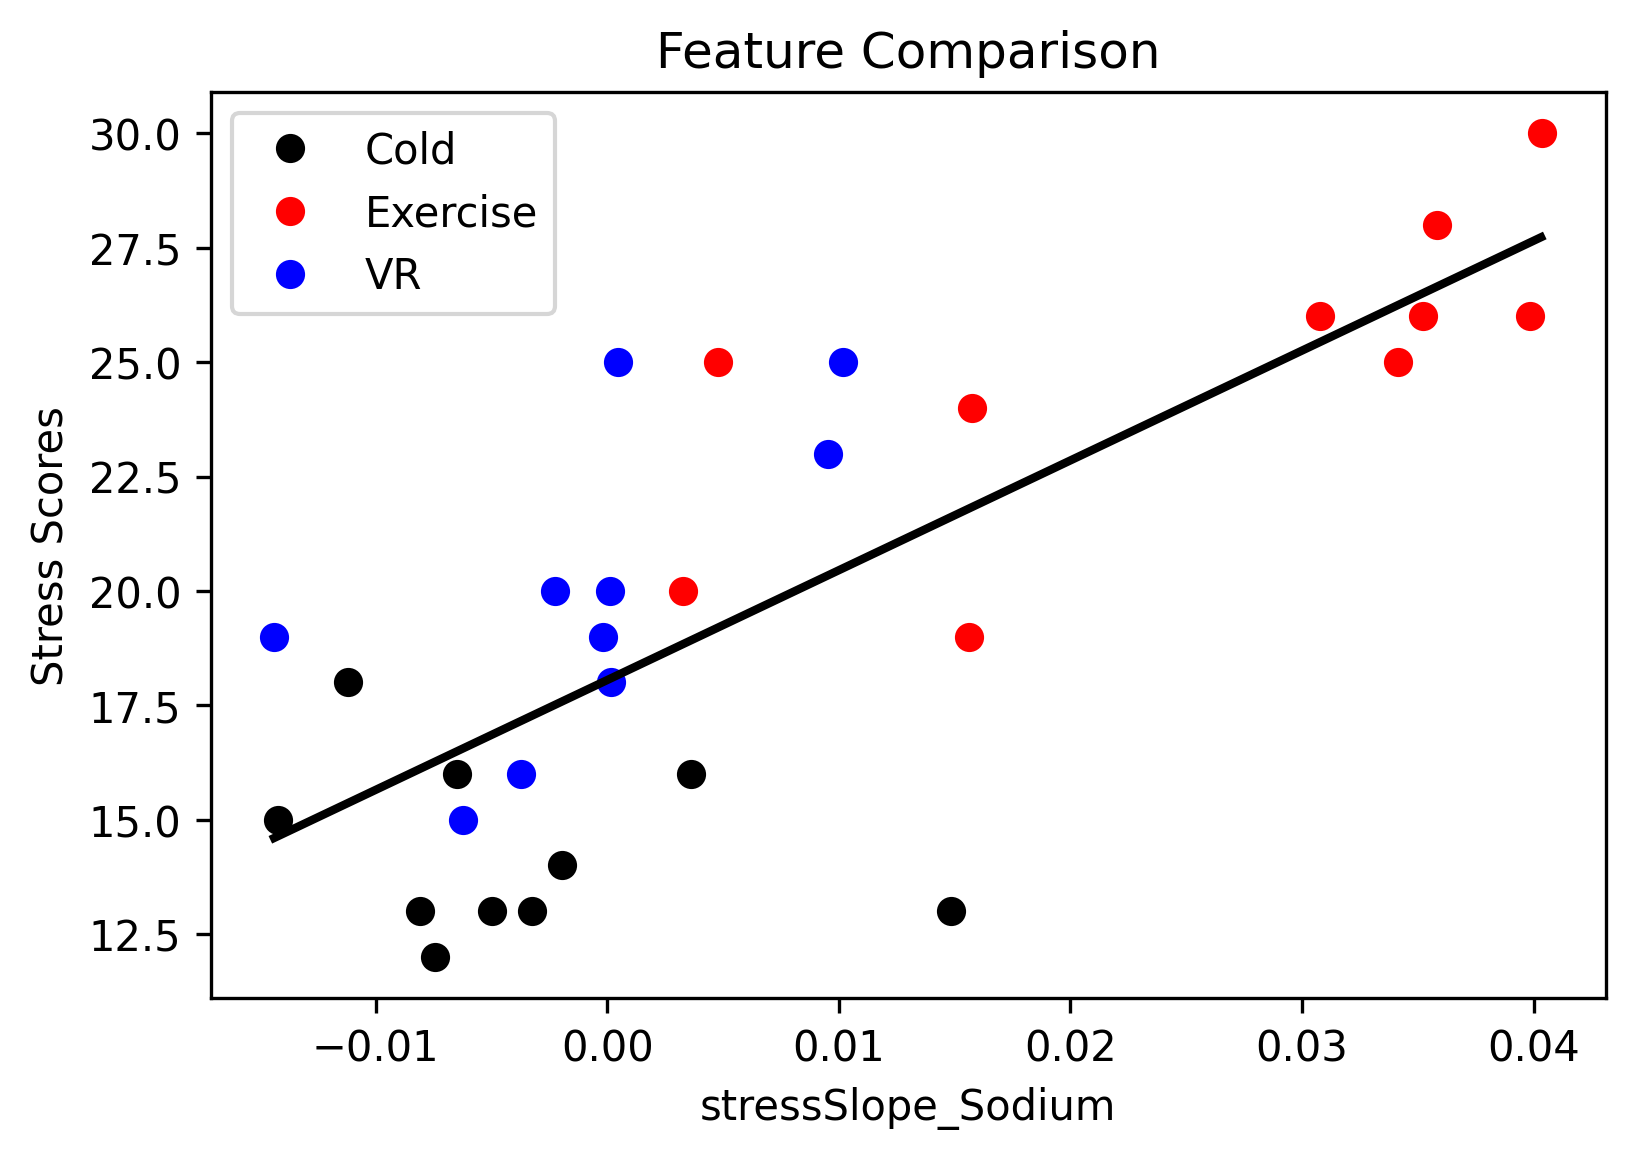 Feature Comparison
Cold
Exercise
VR
30.0
27.5
25.0
22.5
20.0
17.5
15.0
12.5
Stress Scores
−0.01 0.00 0.01 0.02 0.03 0.04
stressSlope_Sodium